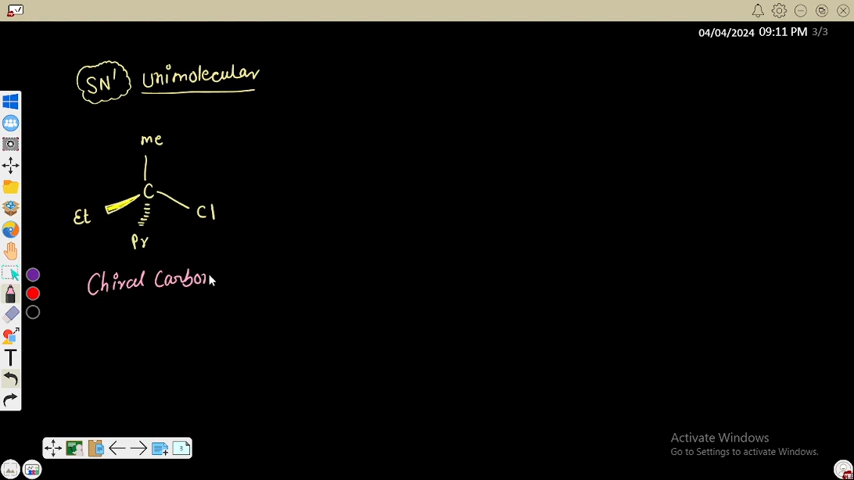 04/04/2024 09:11 PM 3/3
SN¹ Unimolecular
me
C
Et
Cl
Pr
Chiral Carbon
T
3
Activate Windows
Go to Settings to activate Windows.